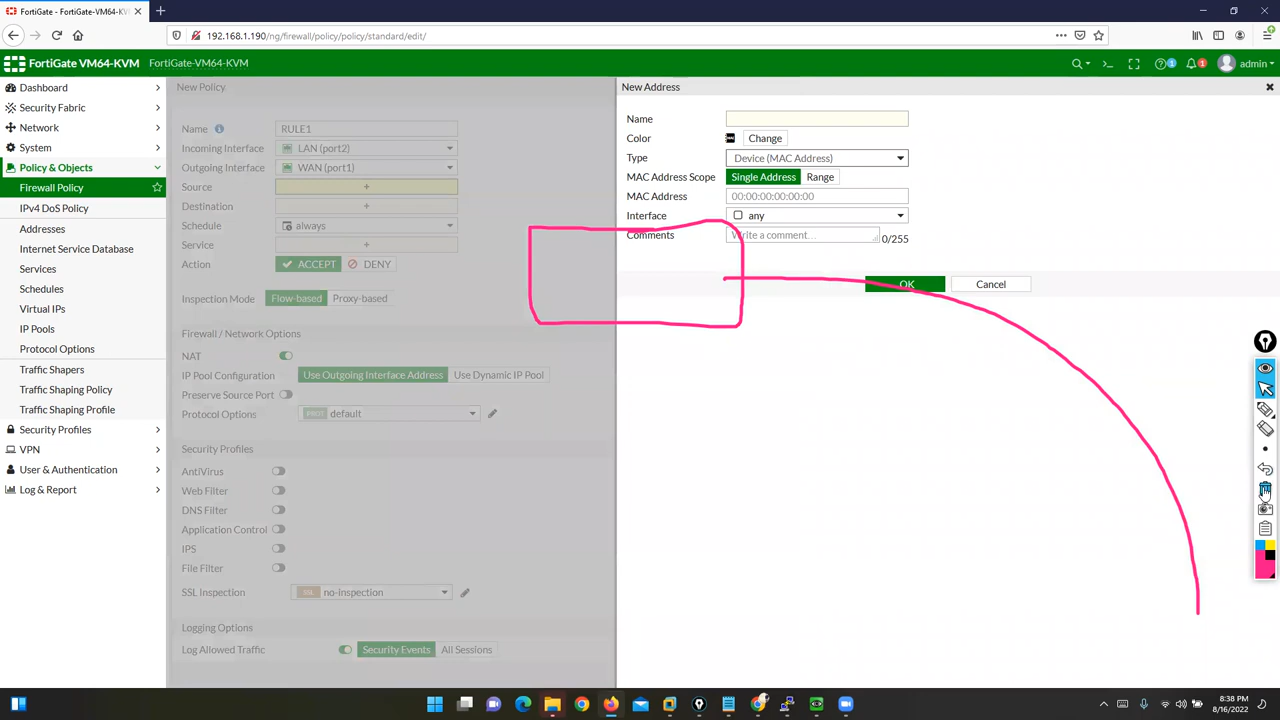 FortiGate - FortiGate-VM64-KV
192.168.1.190/ng/firewall/policy/policy/standard/edit/
FortiGate VM64-KVM
FortiGate-VM64-KVM
1
1
admin
Dashboard
Security Fabric
Network
System
Policy & Objects
Firewall Policy
IPv4 DoS Policy
Addresses
Internet Service Database
Services
Schedules
Virtual IPs
IP Pools
Protocol Options
Traffic Shapers
Traffic Shaping Policy
Traffic Shaping Profile
Security Profiles
VPN
User & Authentication
Log & Report
New Policy
Name RULE1
Incoming Interface LAN (port2)
Outgoing Interface WAN (port1)
Source +
Destination +
Schedule always
Service +
Action ACCEPT DENY
Inspection Mode Flow-based Proxy-based
Firewall / Network Options
NAT
IP Pool Configuration Use Outgoing Interface Address Use Dynamic IP Pool
Preserve Source Port
Protocol Options PROT default
Security Profiles
AntiVirus
Web Filter
DNS Filter
Application Control
IPS
File Filter
SSL Inspection SSL no-inspection
Logging Options
Log Allowed Traffic Security Events All Sessions
New Address
Name
Color Change
Type Device (MAC Address)
MAC Address Scope Single Address Range
MAC Address 00:00:00:00:00:00
Interface any
Comments Write a comment... 0/255
OK Cancel
8:38 PM
8/16/2022